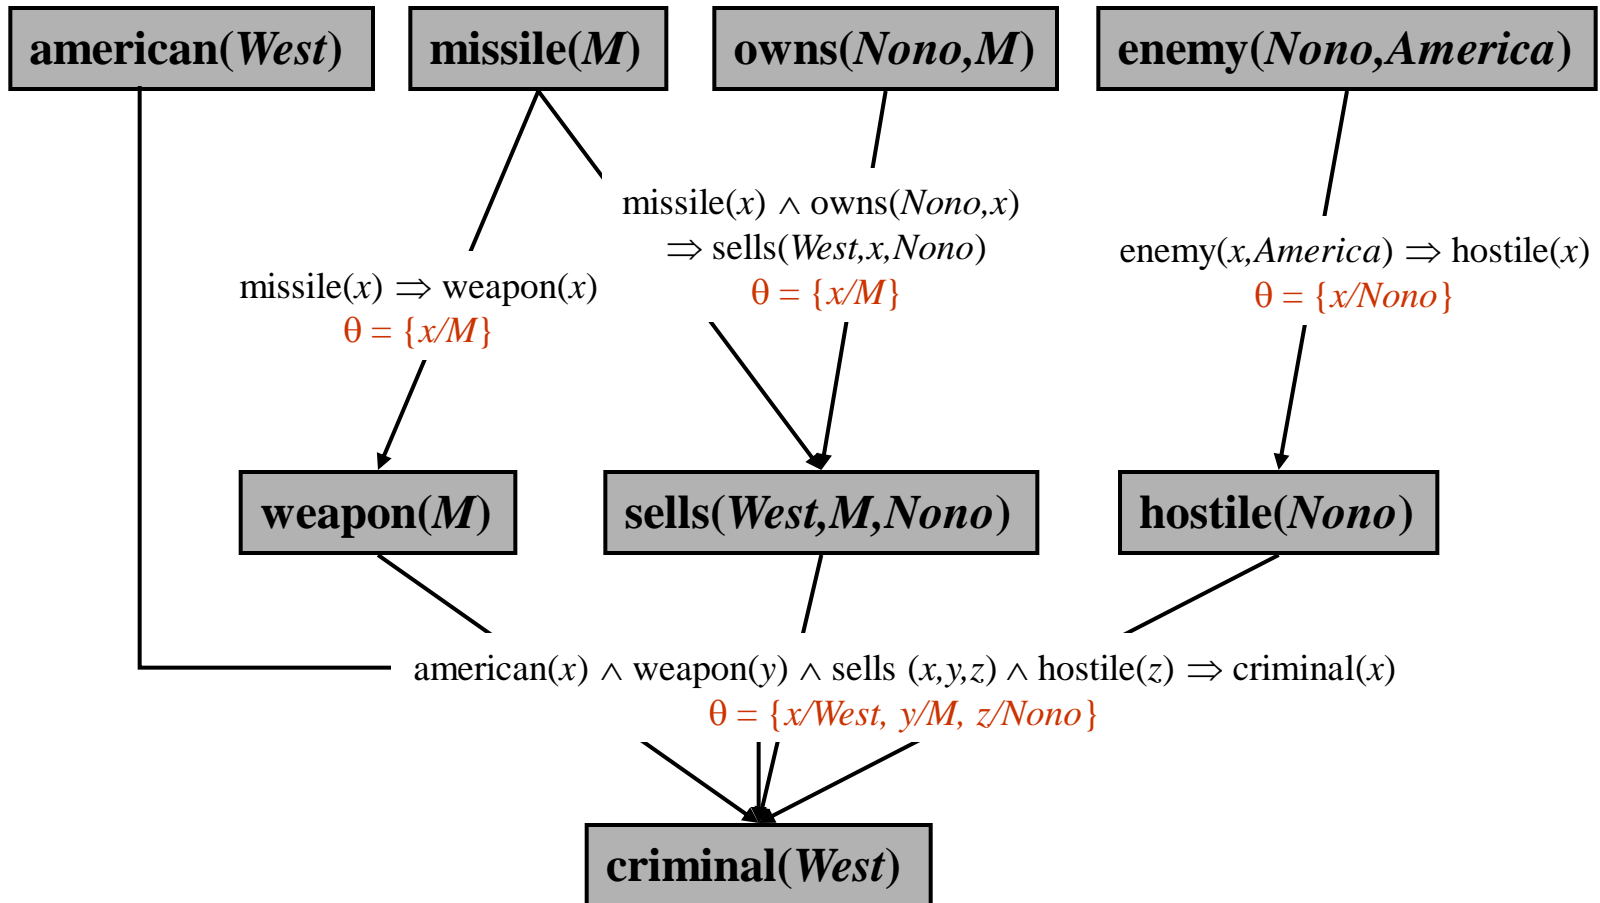 american(West)
missile(M)
owns(Nono,M)
enemy(Nono,America)
missile(x) ∧ owns(Nono,x)
⇒ sells(West,x,Nono)
θ = {x/M}
enemy(x,America) ⇒ hostile(x)
θ = {x/Nono}
missile(x) ⇒ weapon(x)
θ = {x/M}
weapon(M)
sells(West,M,Nono)
hostile(Nono)
american(x) ∧ weapon(y) ∧ sells (x,y,z) ∧ hostile(z) ⇒ criminal(x)
θ = {x/West, y/M, z/Nono}
criminal(West)